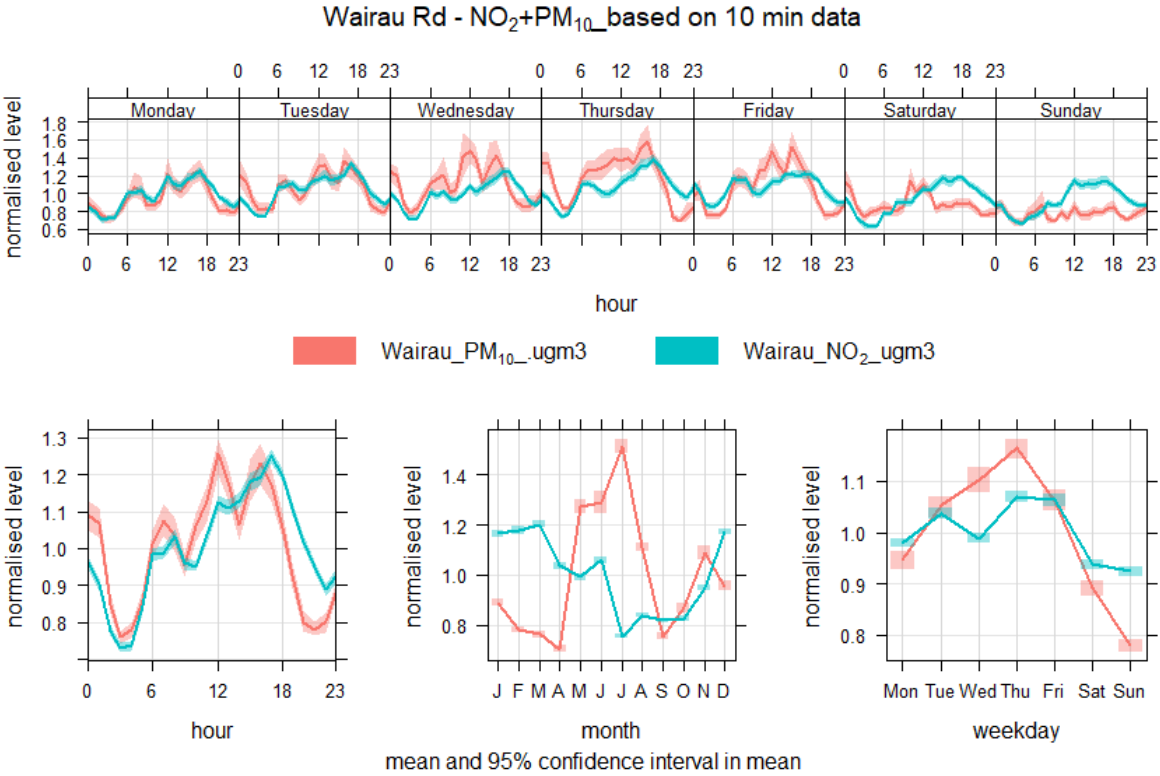 Wairau Rd - NO₂+PM₁₀_based on 10 min data
0 6 12 18 23 0 6 12 18 23 0 6 12 18 23
Monday Tuesday Wednesday Thursday Friday Saturday Sunday
normalised level
1.8
1.6
1.4
1.2
1.0
0.8
0.6
0 6 12 18 23 0 6 12 18 23 0 6 12 18 23 0 6 12 18 23
hour
Wairau_PM₁₀_.ugm3 Wairau_NO₂_ugm3
normalised level
1.3
1.2
1.1
1.0
0.9
0.8
0 6 12 18 23
hour
normalised level
1.4
1.2
1.0
0.8
J F M A M J J A S O N D
month
normalised level
1.1
1.0
0.9
0.8
Mon Tue Wed Thu Fri Sat Sun
weekday
mean and 95% confidence interval in mean